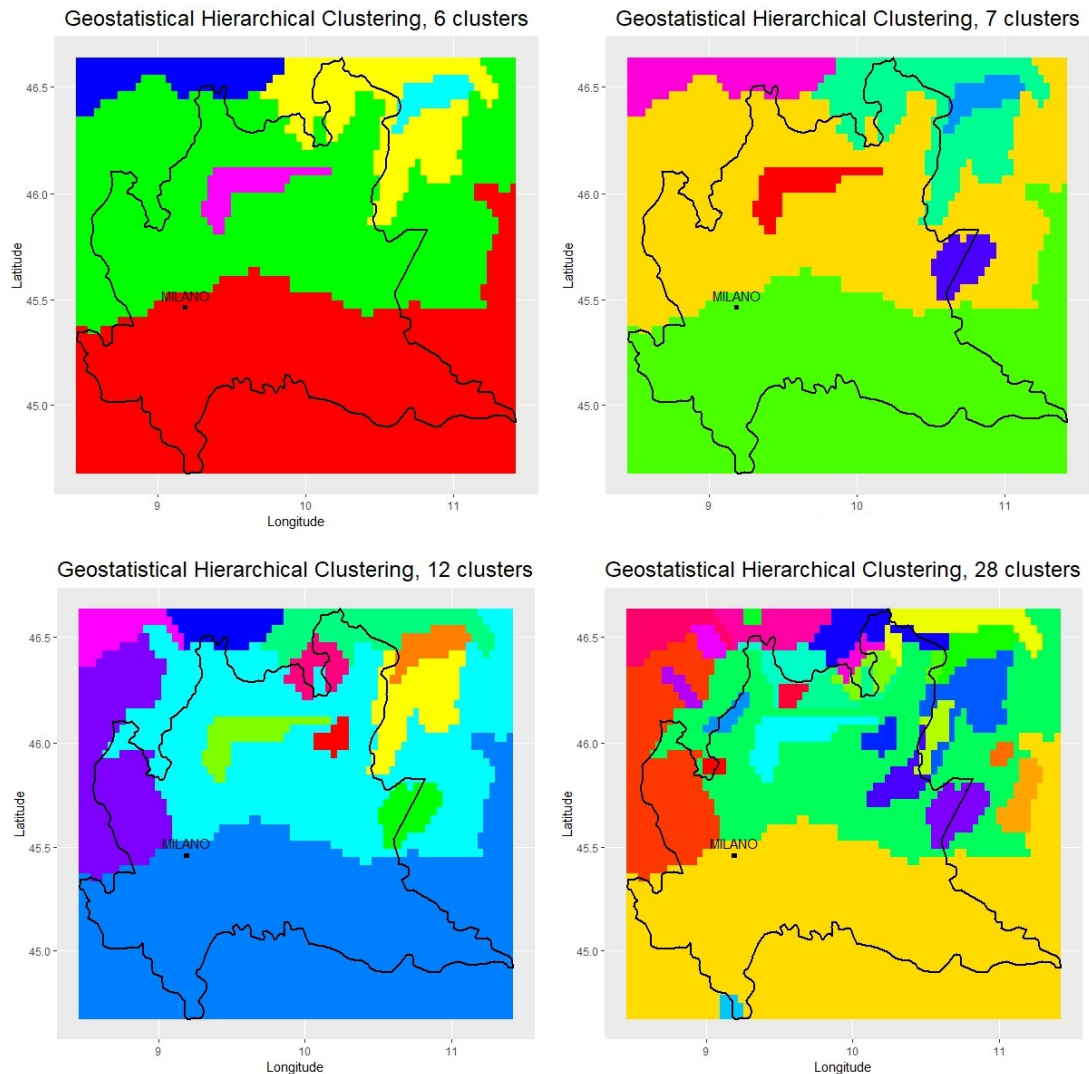 Geostatistical Hierarchical Clustering, 6 clusters
46.5
46.0
45.5
45.0
Latitude
MILANO
9
10
11
Longitude
Geostatistical Hierarchical Clustering, 7 clusters
46.5
46.0
45.5
45.0
Latitude
MILANO
9
10
11
Geostatistical Hierarchical Clustering, 12 clusters
46.5
46.0
45.5
45.0
Latitude
MILANO
9
10
11
Longitude
Geostatistical Hierarchical Clustering, 28 clusters
46.5
46.0
45.5
45.0
Latitude
MILANO
9
10
11
Longitude